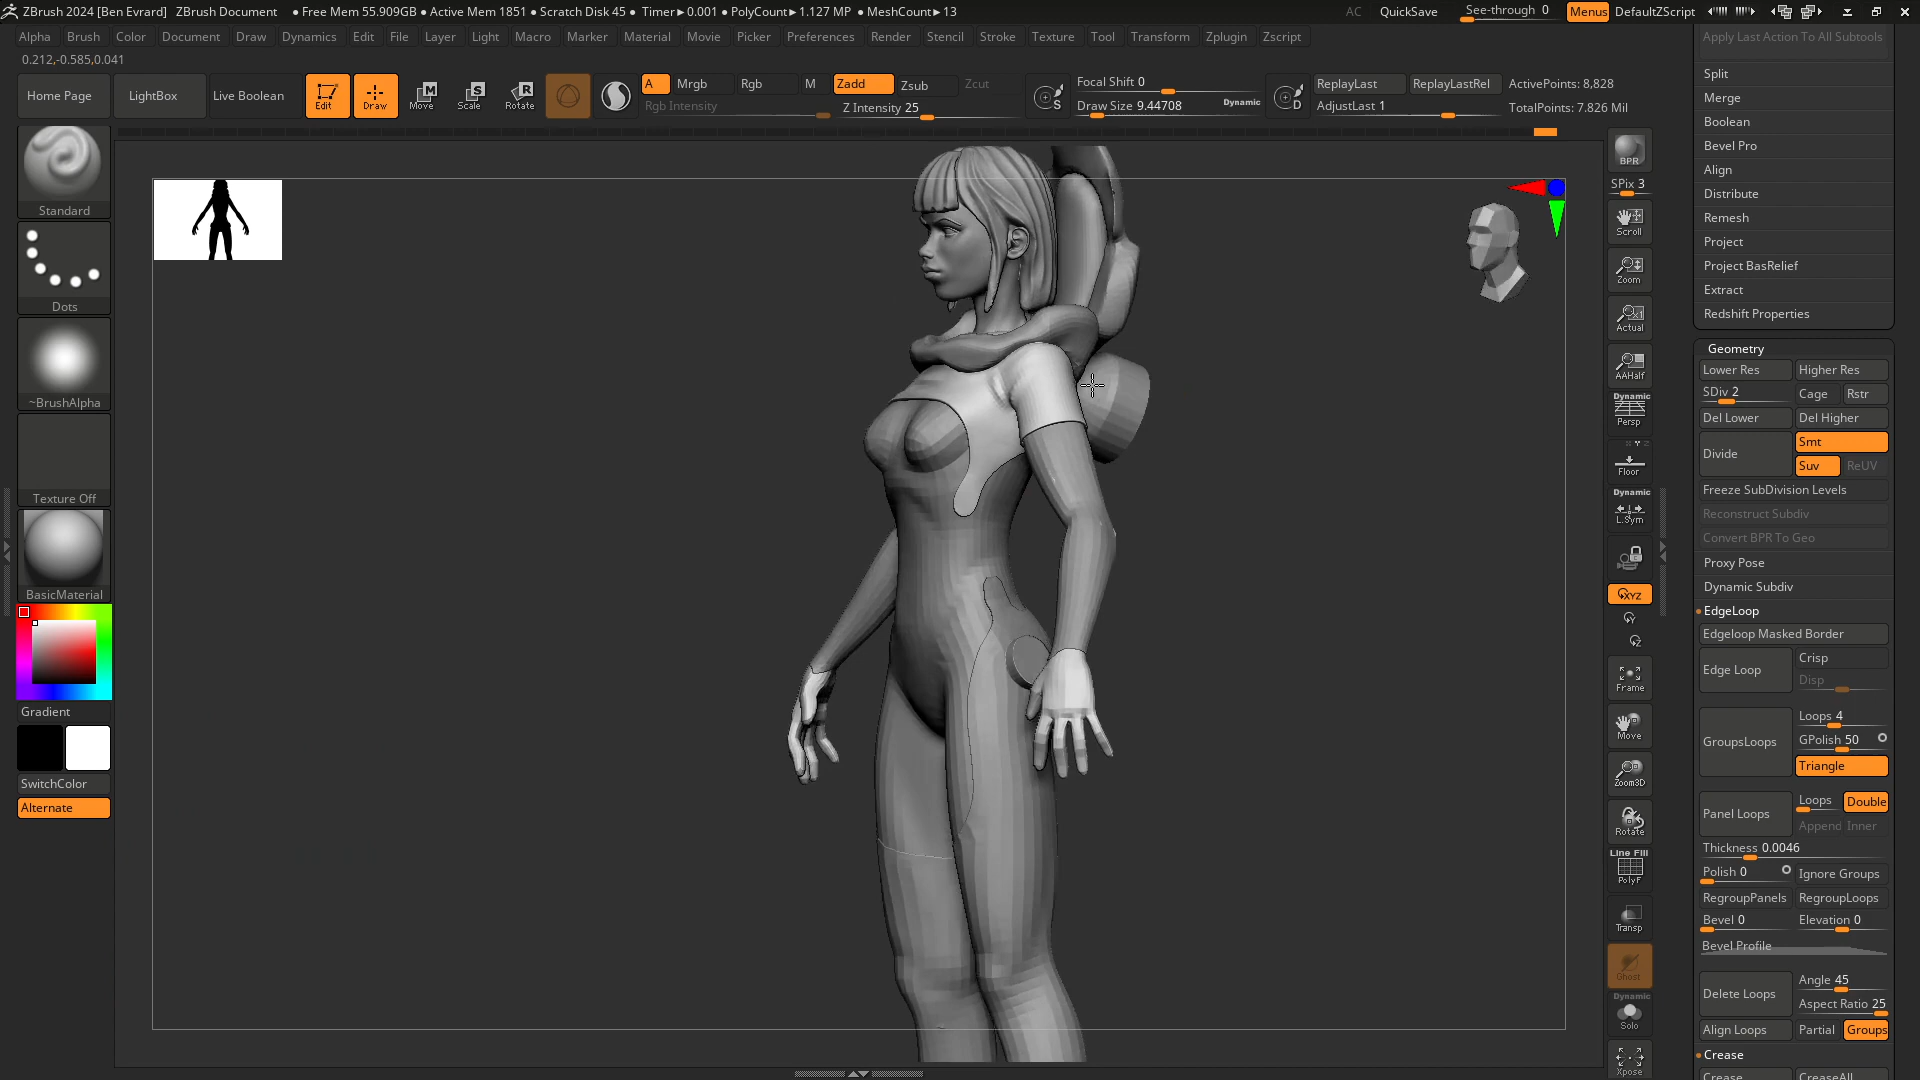 ZBrush 2024 [Ben Evrard] ZBrush Document ● Free Mem 55.909GB ● Active Mem 1851 ● Scratch Disk 45 ● Timer►0.001 ● PolyCount►1.127 MP ● MeshCount►13 AC QuickSave See-through 0 Menus DefaultZScript
Alpha Brush Color Document Draw Dynamics Edit File Layer Light Macro Marker Material Movie Picker Preferences Render Stencil Stroke Texture Tool Transform Zplugin Zscript
0.212,-0.585,0.041
Home Page LightBox Live Boolean Edit Draw Move Scale Rotate
A Mrgb Rgb M Zadd Zsub Zcut
Rgb Intensity Z Intensity 25
Focal Shift 0
Draw Size 9.44708 Dynamic
ReplayLast ReplayLastRel
AdjustLast 1
ActivePoints: 8,828
TotalPoints: 7.826 Mil
Standard
Dots
~BrushAlpha
Texture Off
BasicMaterial
Gradient
SwitchColor
Alternate
BPR
SPix 3
Scroll
Zoom
Actual
AAHalf
Dynamic
Persp
Floor
Dynamic
L.Sym
XYZ
Frame
Move
Zoom3D
Rotate
Line Fill
PolyF
Transp
Ghost
Dynamic
Solo
Xpose
Apply Last Action To All Subtools
Split
Merge
Boolean
Bevel Pro
Align
Distribute
Remesh
Project
Project BasRelief
Extract
Redshift Properties
Geometry
Lower Res Higher Res
SDiv 2 Cage Rstr
Del Lower Del Higher
Divide Smt
Suv ReUV
Freeze SubDivision Levels
Reconstruct Subdiv
Convert BPR To Geo
Proxy Pose
Dynamic Subdiv
EdgeLoop
Edgeloop Masked Border
Edge Loop Crisp
Disp
GroupsLoops Loops 4
GPolish 50
Triangle
Panel Loops Loops Double
Append Inner
Thickness 0.0046
Polish 0 Ignore Groups
RegroupPanels RegroupLoops
Bevel 0 Elevation 0
Bevel Profile
Delete Loops Angle 45
Aspect Ratio 25
Align Loops Partial Groups
Crease
Crease CreaseAll